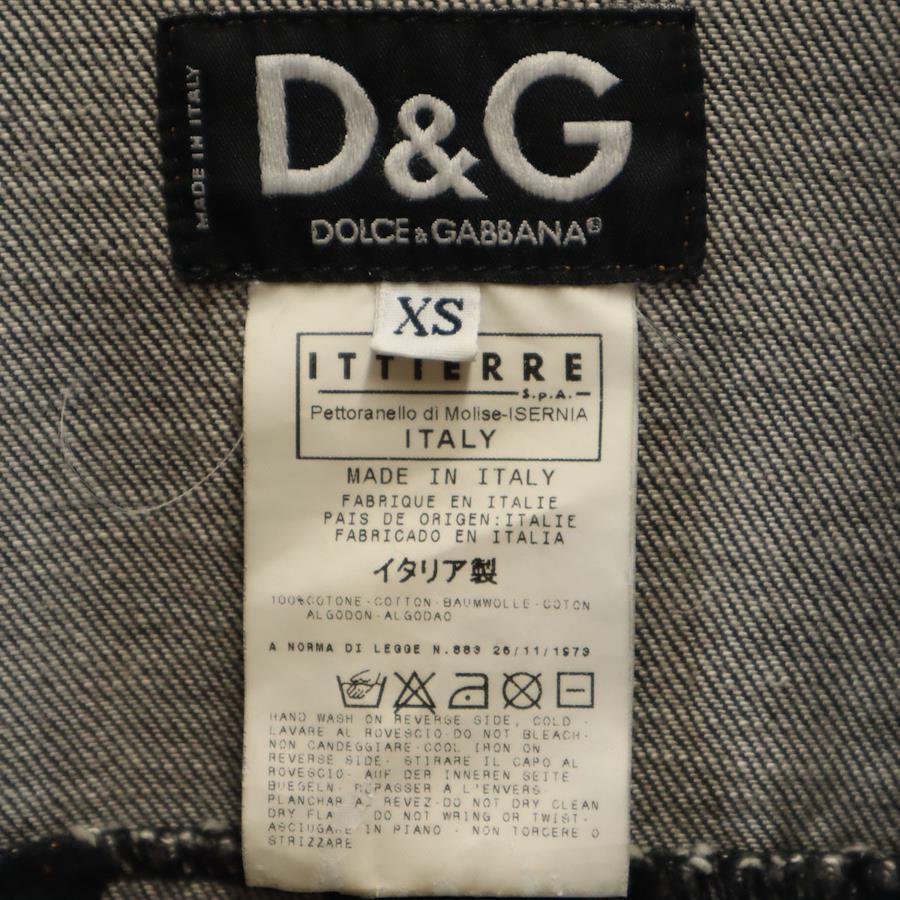 MADE IN ITALY
D&G
DOLCE & GABBANA®
XS
ITTIERRE
S.p.A.
Pettoranello di Molise-ISERNIA
ITALY
MADE IN ITALY
FABRIQUE EN ITALIE
PAIS DE ORIGEN:ITALIE
FABRICADO EN ITALIA
イタリア製
100%COTONE-COTTON-BAUMWOLLE-COTON
ALGODON-ALGODAO
A NORMA DI LEGGE N.883 26/11/1973
HAND WASH ON REVERSE SIDE, COLD -
LAVARE AL ROVESCIO-DO NOT BLEACH-
NON CANDEGGIARE-COOL IRON ON
REVERSE SIDE- STIRARE IL CAPO AL
ROVESCIO- AUF DER INNEREN SEITE
BUEGELN- REPASSER A L'ENVERS-
PLANCHAR AL REVEZ-DO NOT DRY CLEAN
DRY DO NOT WRING OR TWIST-
ASCIUGARE IN PIANO - NON TORCERE O
STRIZZARE